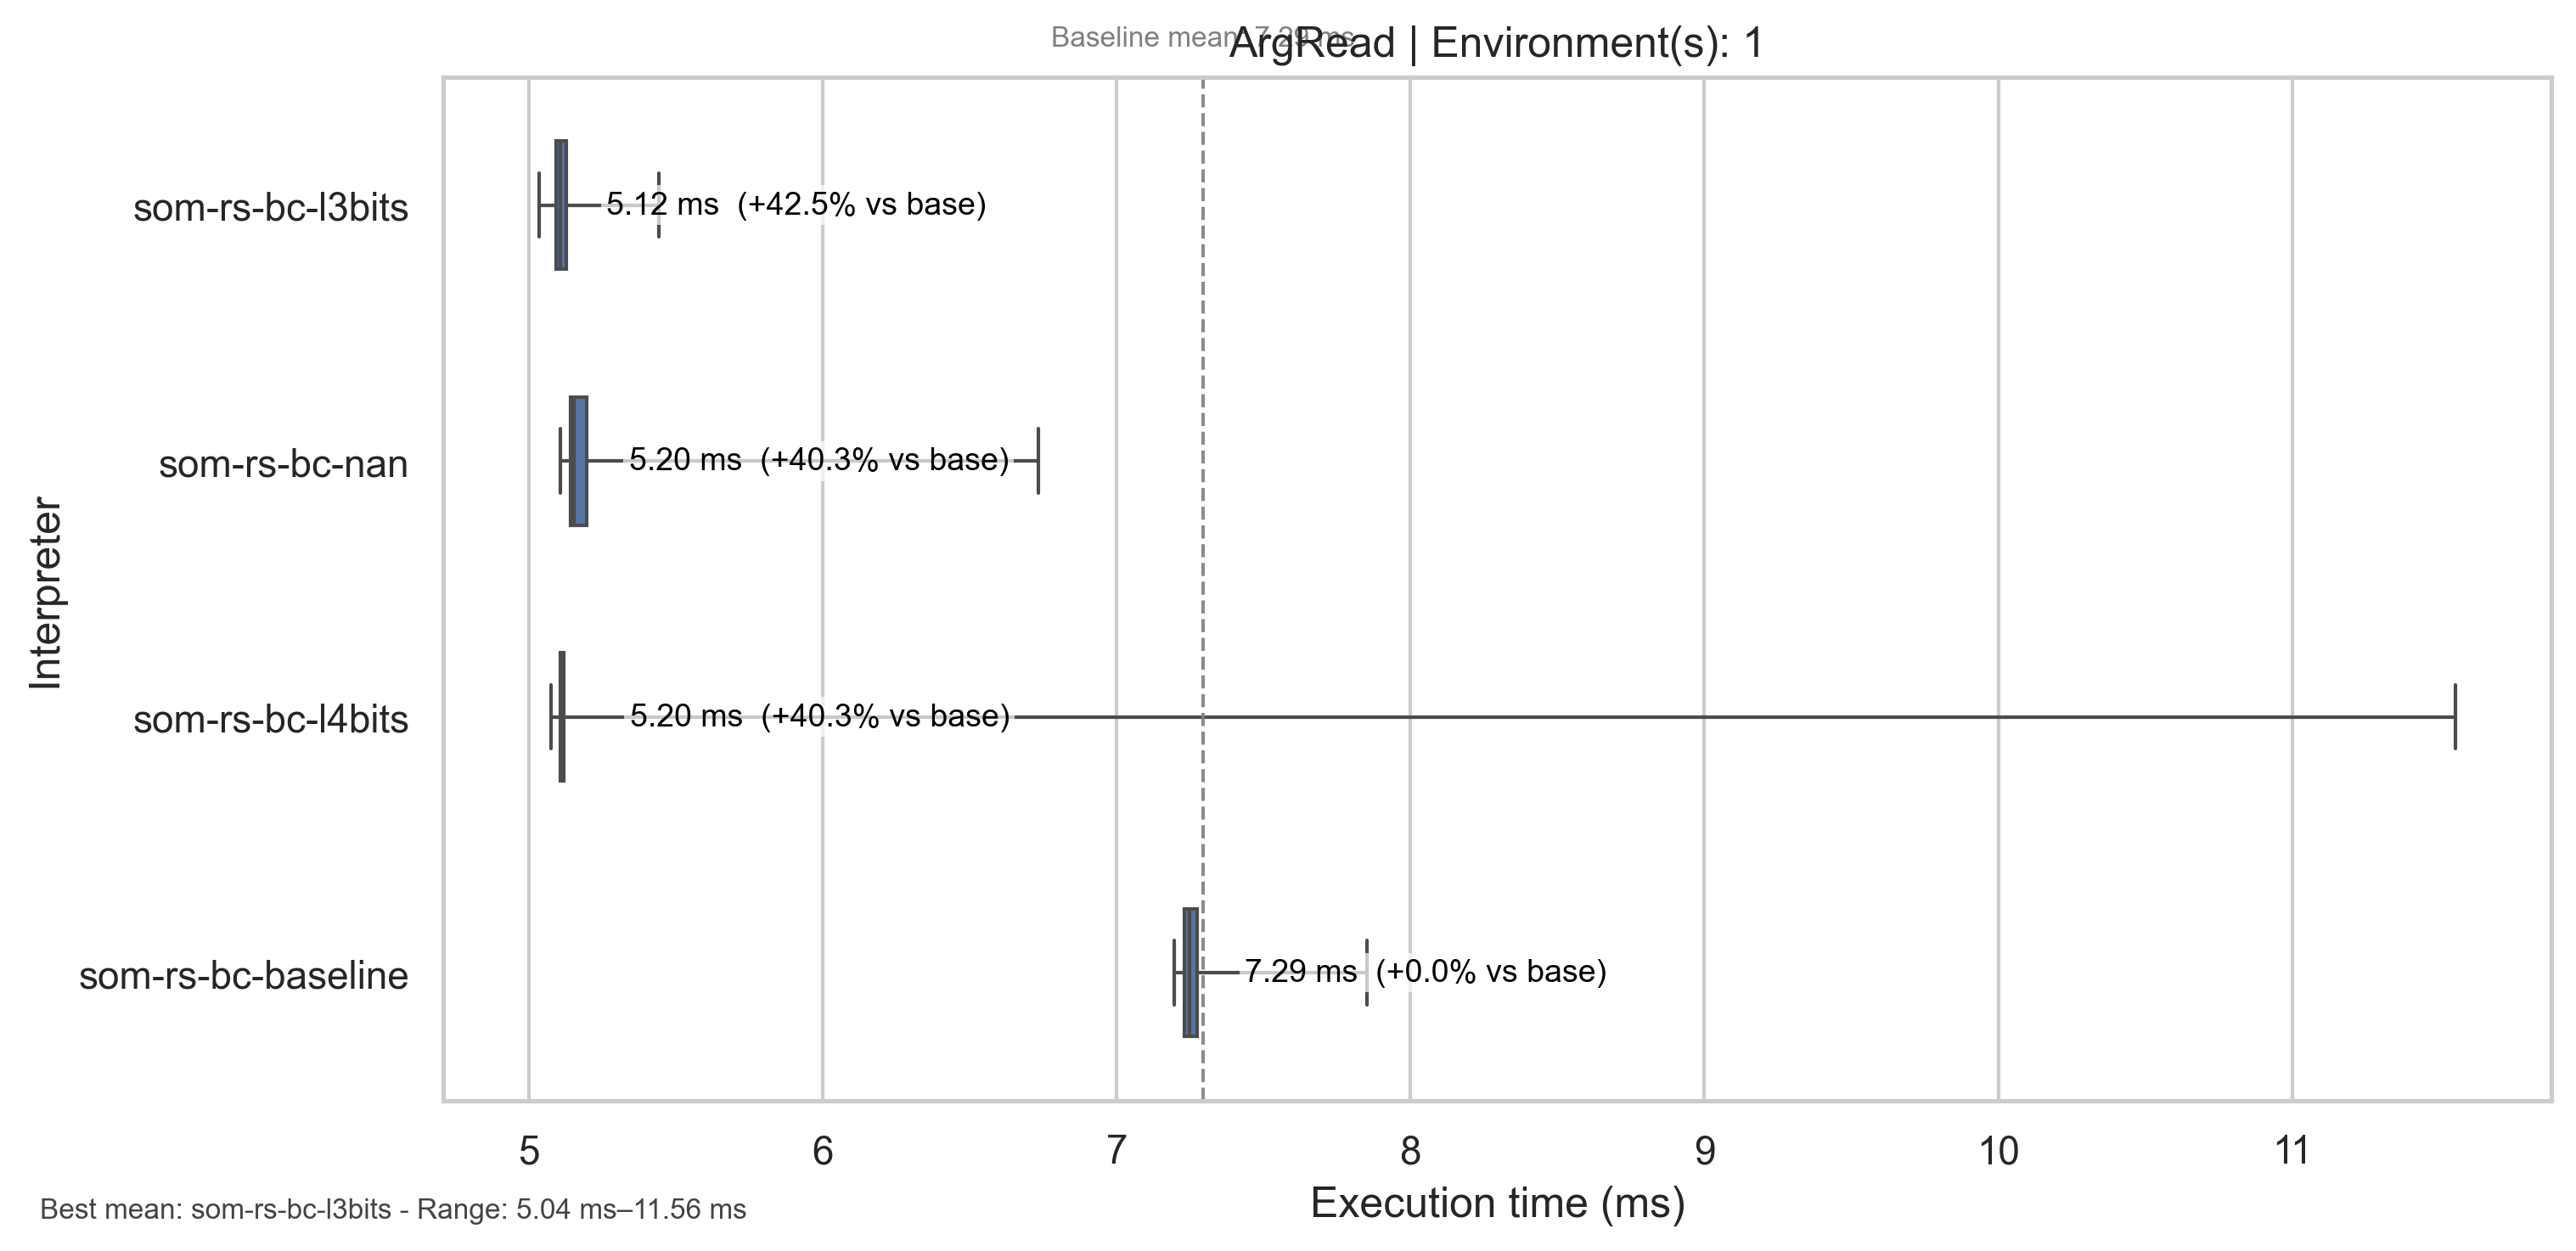 Baseline mean: 7.29 ms
ArgRead | Environment(s): 1
som-rs-bc-l3bits
5.12 ms (+42.5% vs base)
som-rs-bc-nan
5.20 ms (+40.3% vs base)
som-rs-bc-l4bits
5.20 ms (+40.3% vs base)
som-rs-bc-baseline
7.29 ms (+0.0% vs base)
Interpreter
5 6 7 8 9 10 11
Execution time (ms)
Best mean: som-rs-bc-l3bits - Range: 5.04 ms–11.56 ms